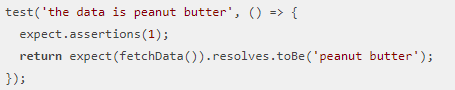 test('the data is peanut butter', () => {
  expect.assertions(1);
  return expect(fetchData()).resolves.toBe('peanut butter');
});